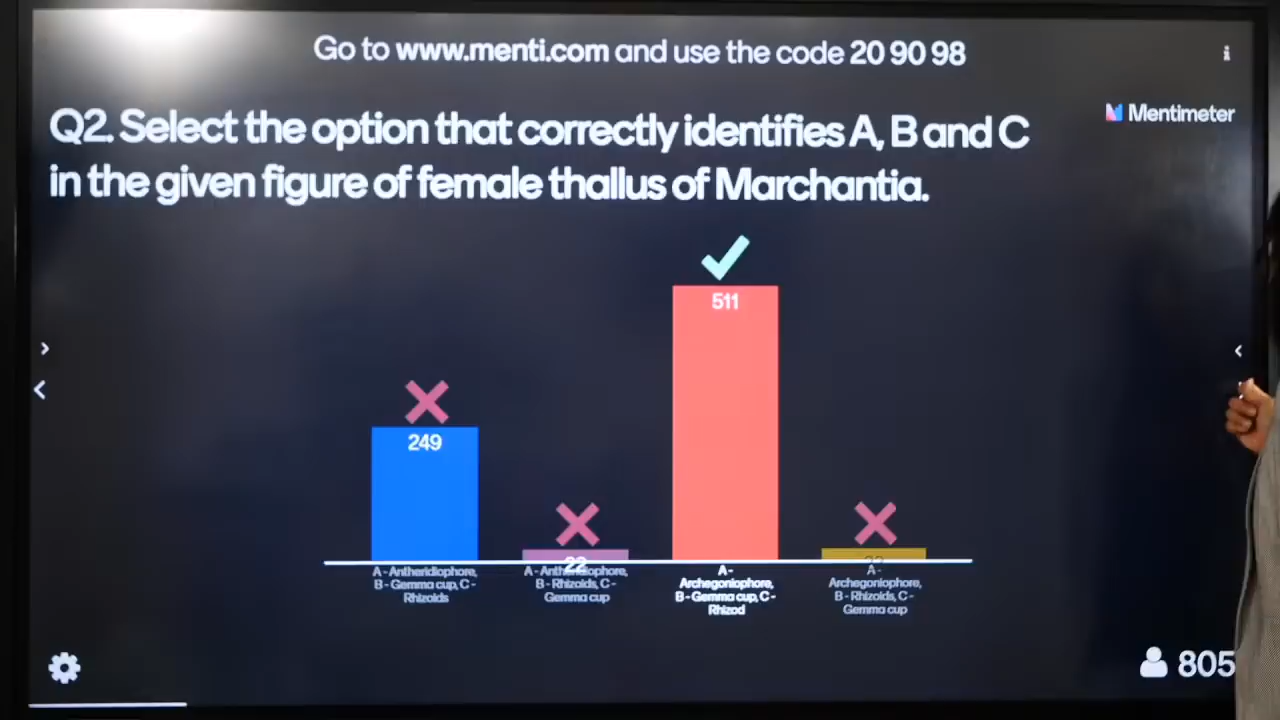 Go to www.menti.com and use the code 20 90 98
i
Mentimeter
Q2. Select the option that correctly identifies A, B and C
in the given figure of female thallus of Marchantia.
511
249
22
A - Antheridiophore,
B - Gemma cup, C -
Rhizoids
A - Antheridiophore,
B - Rhizoids, C -
Gemma cup
A -
Archegoniophore,
B - Gemma cup, C -
Rhizod
A -
Archegoniophore,
B - Rhizoids, C -
Gemma cup
805